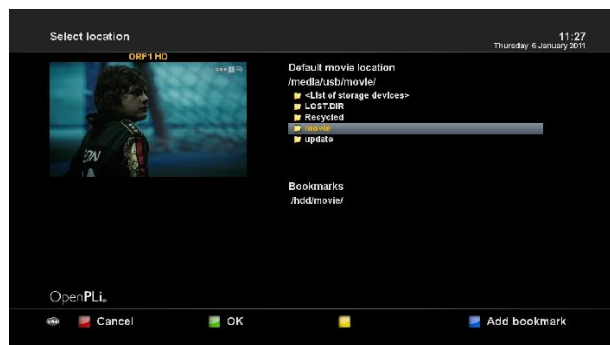 Select location
11:27
Thursday 6 January 2011
ORF1 HD
Default movie location
/media/usb/movie/
<List of storage devices>
LOST.DIR
Recycled
movie
update
Bookmarks
/hdd/movie/
OpenPLi
Cancel
OK
Add bookmark